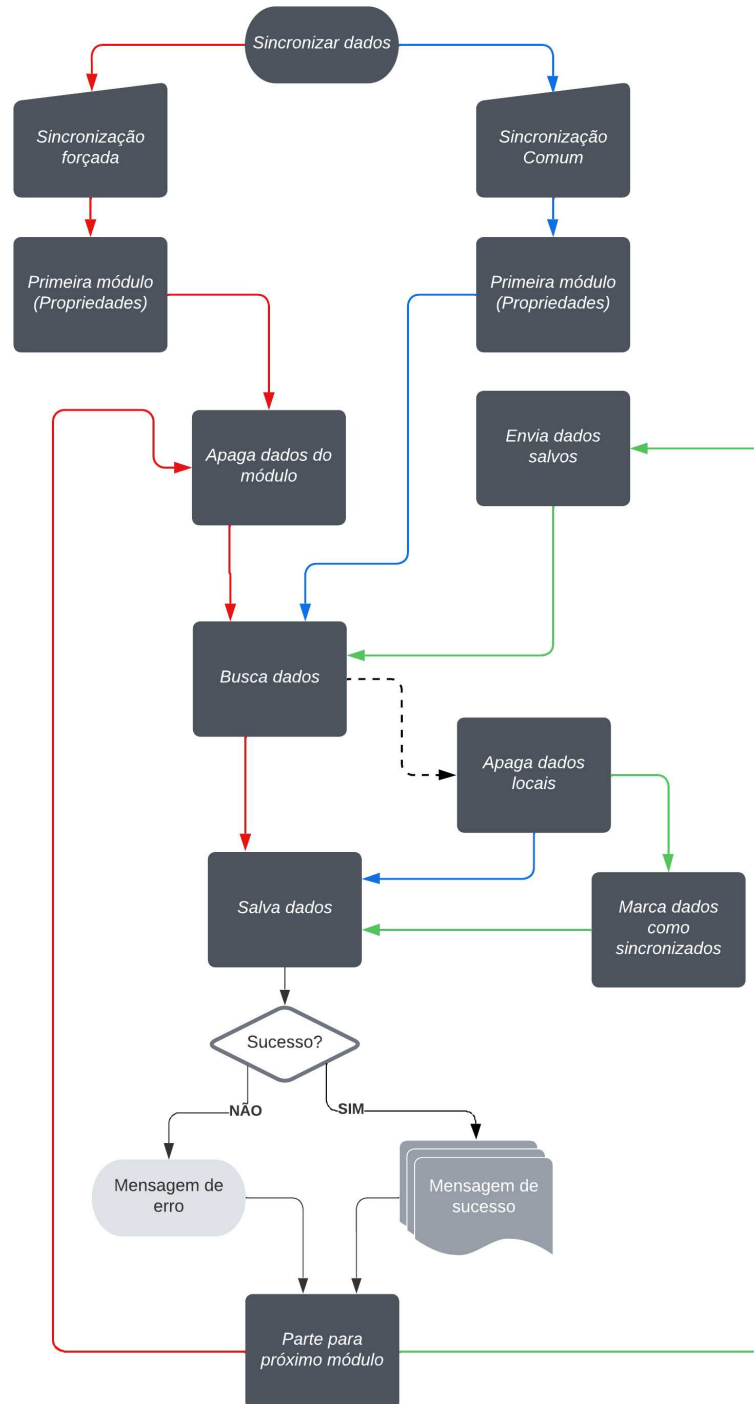 Sincronizar dados
Sincronização
forçada
Sincronização
Comum
Primeira módulo
(Propriedades)
Primeira módulo
(Propriedades)
Apaga dados do
módulo
Envia dados
salvos
Busca dados
Apaga dados
locais
Salva dados
Marca dados
como
sincronizados
Sucesso?
NÃO
SIM
Mensagem de
erro
Mensagem de
sucesso
Parte para
próximo módulo